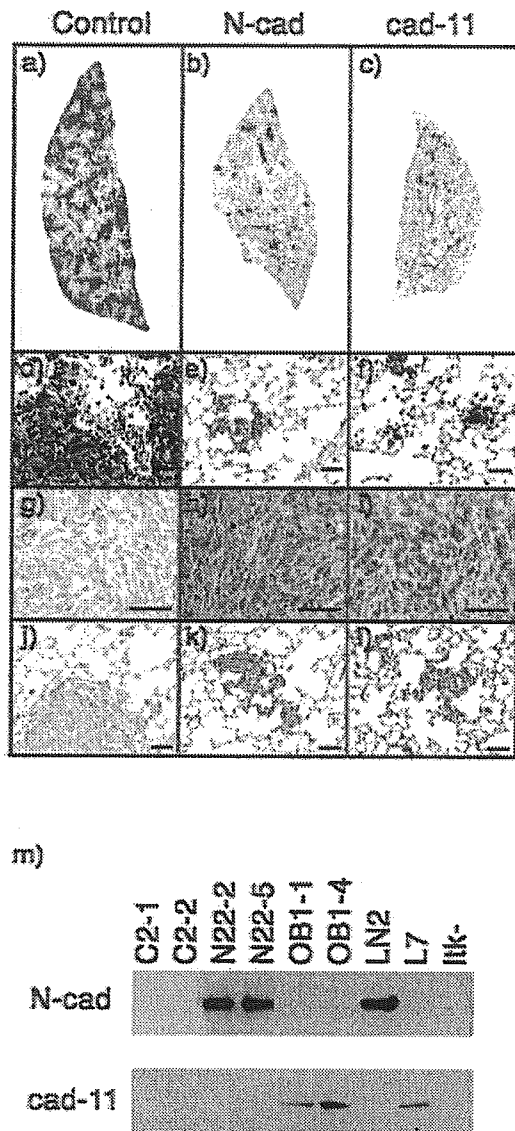 Control N-cad cad-11
a) b) c)
d) e) f)
g) i)
j) k) l)
m)
C2-1 C2-2 N22-2 N22-5 OB1-1 OB1-4 LN2 L7 ltk-
N-cad
cad-11